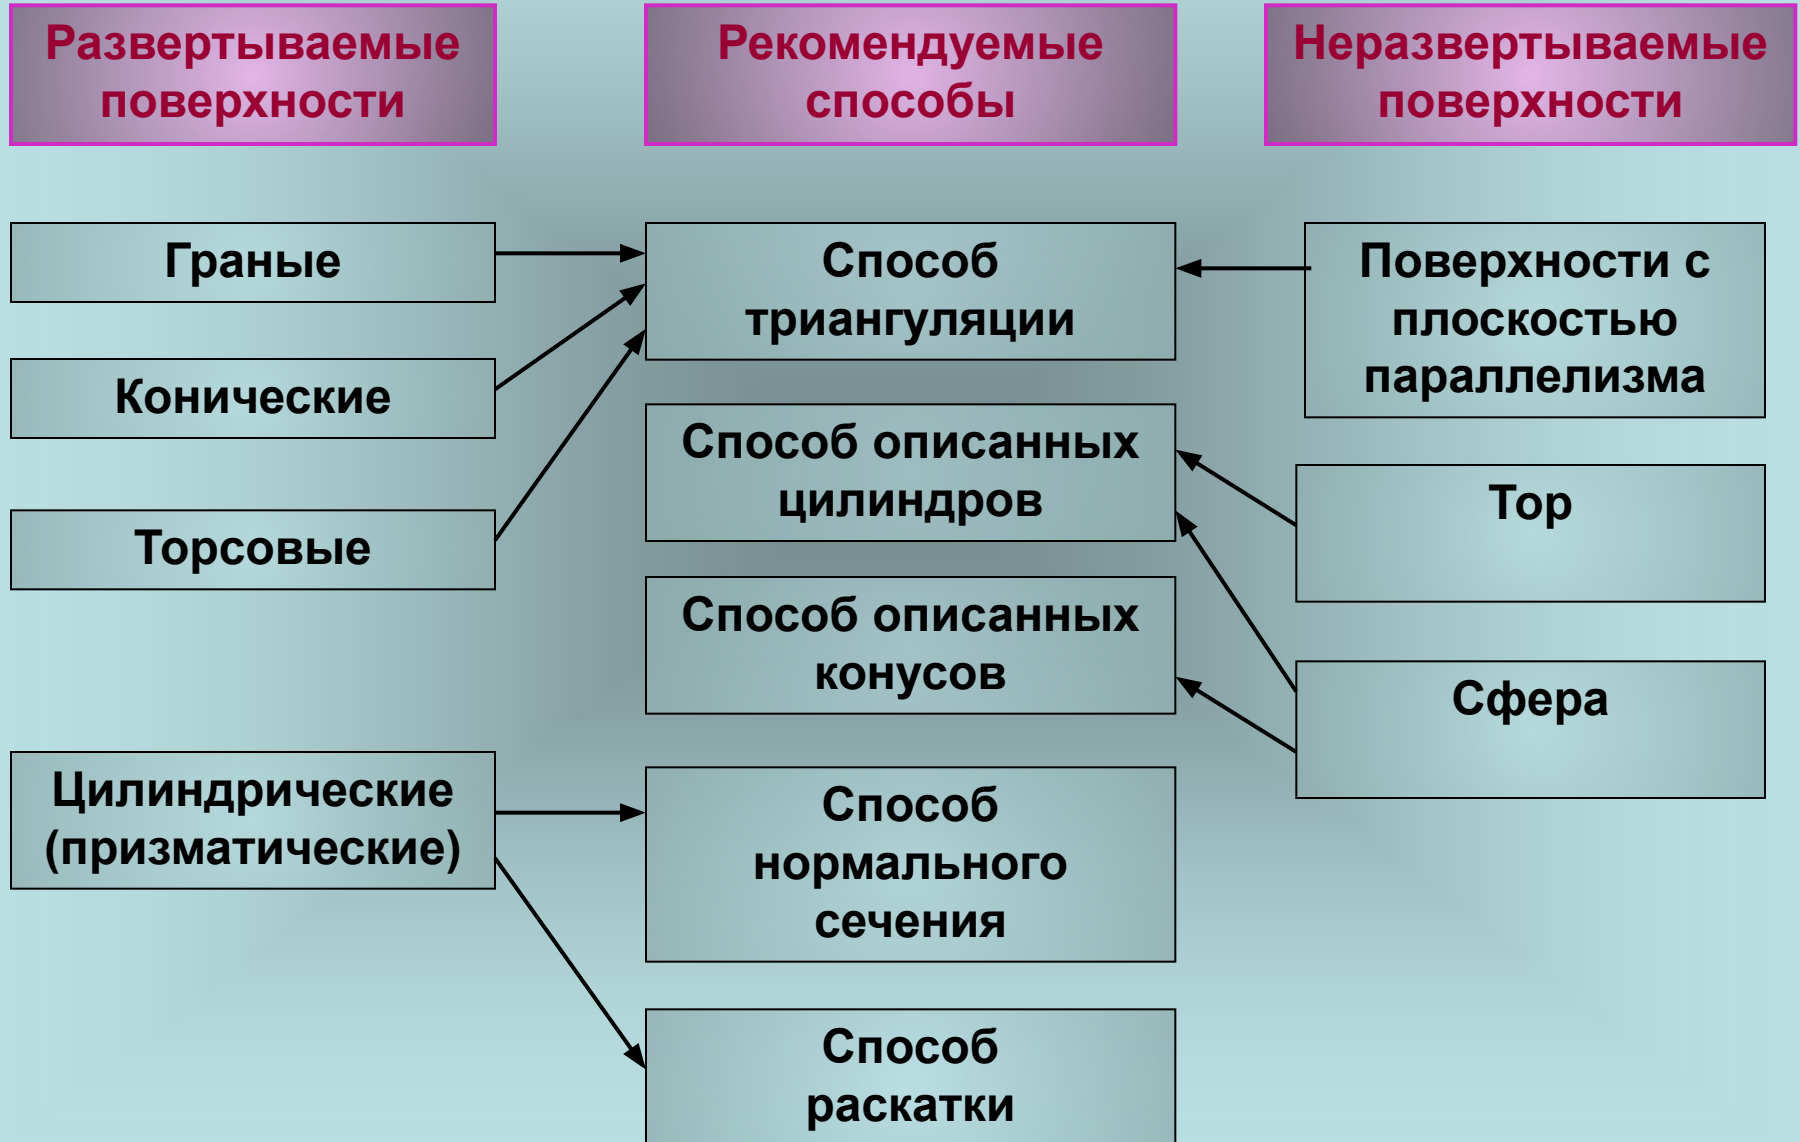 Развертываемые
поверхности
Рекомендуемые
способы
Неразвертываемые
поверхности
Граные
Конические
Торсовые
Цилиндрические
(призматические)
Способ
триангуляции
Способ описанных
цилиндров
Способ описанных
конусов
Способ
нормального
сечения
Способ
раскатки
Поверхности с
плоскостью
параллелизма
Тор
Сфера